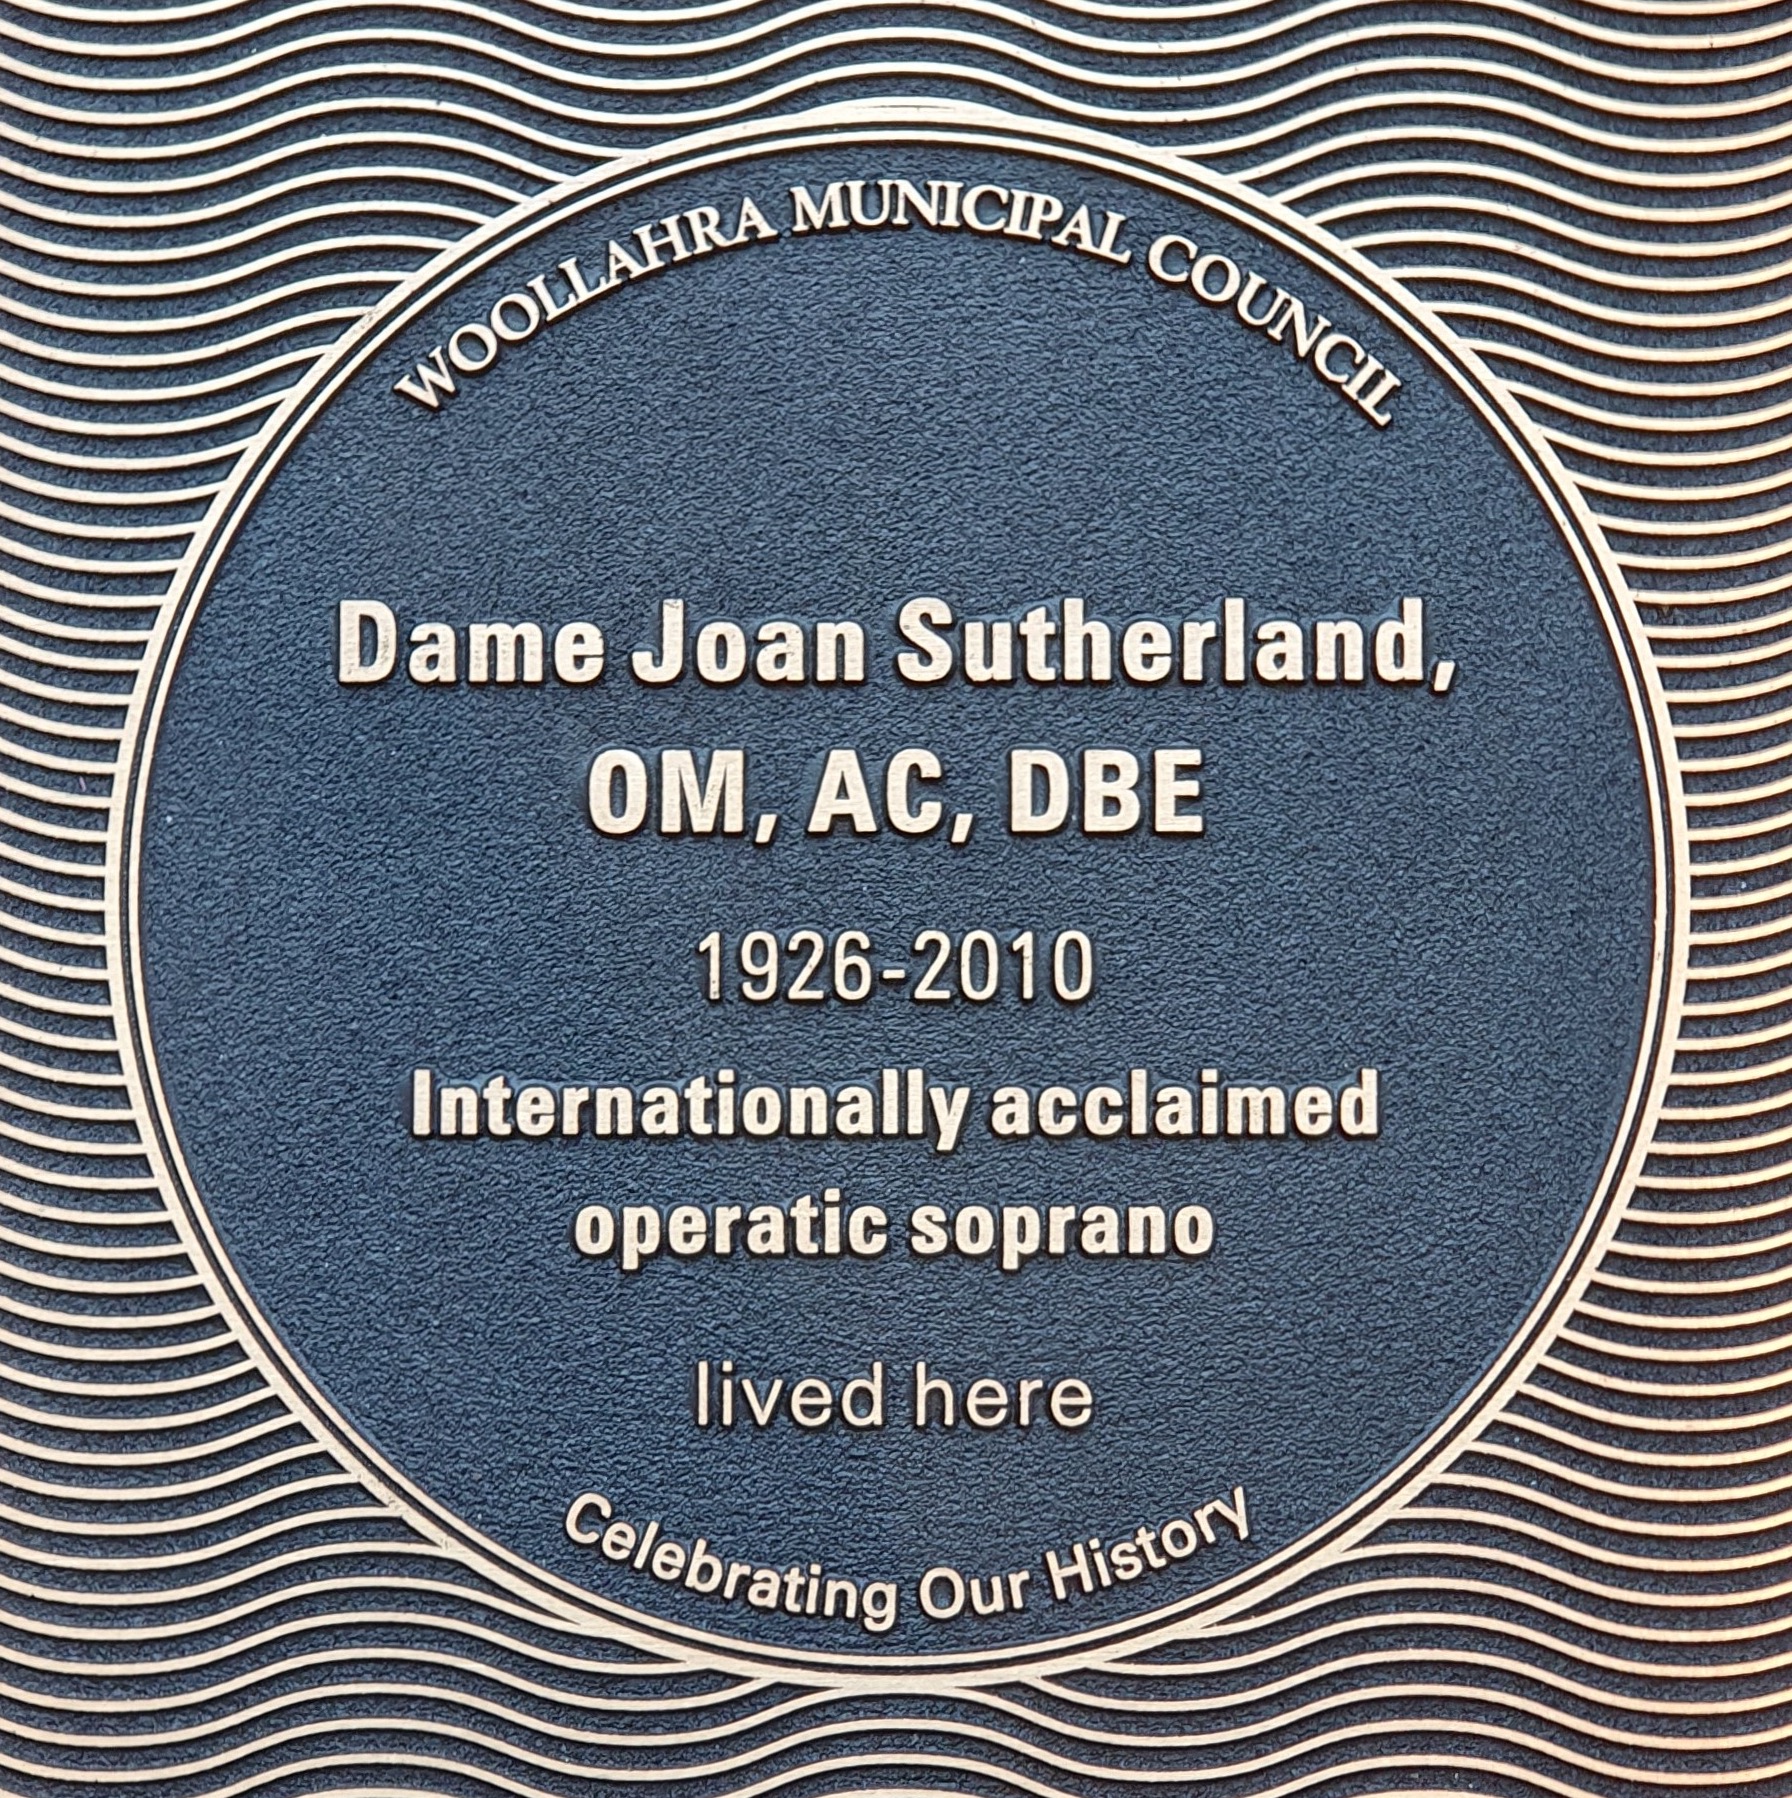 WOOLLAHRA MUNICIPAL COUNCIL
Dame Joan Sutherland,
OM, AC, DBE
1926-2010
Internationally acclaimed
operatic soprano
lived here
Celebrating Our History